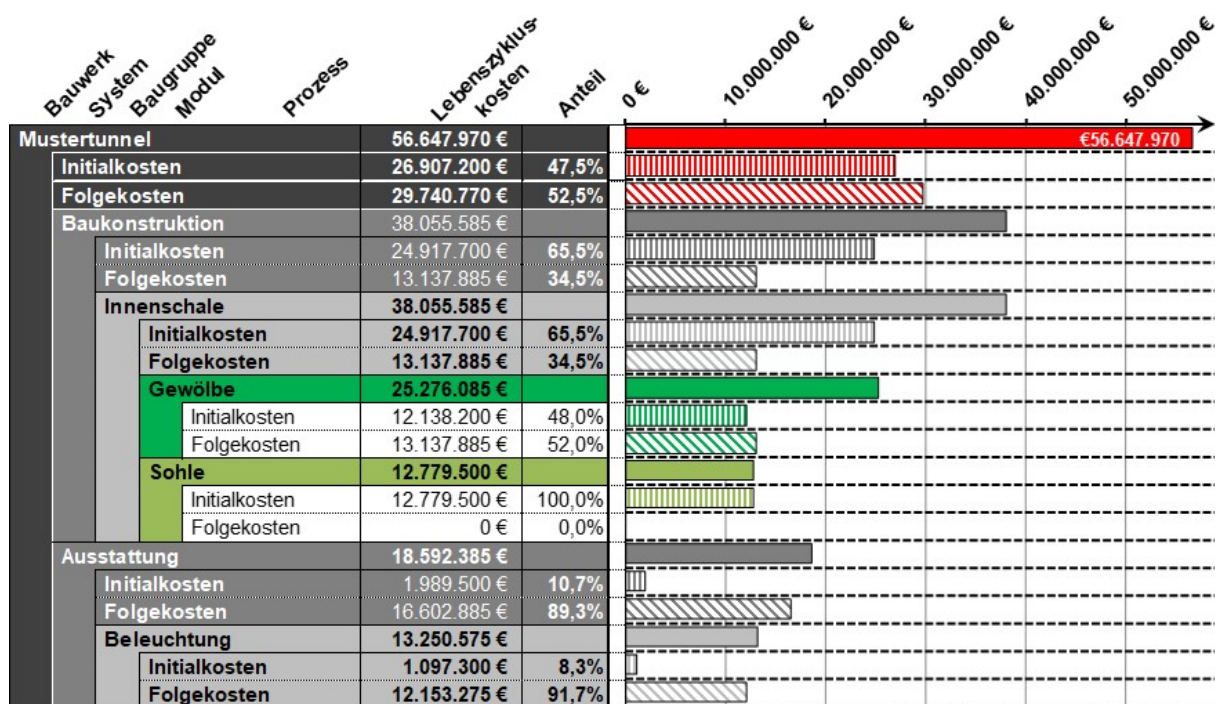 Bauwerk
System
Baugruppe
Modul
Prozess
Lebenszyklus-
kosten
Anteil
0 €
10.000.000 €
20.000.000 €
30.000.000 €
40.000.000 €
50.000.000 €
Mustertunnel 56.647.970 € €56.647.970
Initialkosten 26.907.200 € 47,5%
Folgekosten 29.740.770 € 52,5%
Baukonstruktion 38.055.585 €
Initialkosten 24.917.700 € 65,5%
Folgekosten 13.137.885 € 34,5%
Innenschale 38.055.585 €
Initialkosten 24.917.700 € 65,5%
Folgekosten 13.137.885 € 34,5%
Gewölbe 25.276.085 €
Initialkosten 12.138.200 € 48,0%
Folgekosten 13.137.885 € 52,0%
Sohle 12.779.500 €
Initialkosten 12.779.500 € 100,0%
Folgekosten 0 € 0,0%
Ausstattung 18.592.385 €
Initialkosten 1.989.500 € 10,7%
Folgekosten 16.602.885 € 89,3%
Beleuchtung 13.250.575 €
Initialkosten 1.097.300 € 8,3%
Folgekosten 12.153.275 € 91,7%